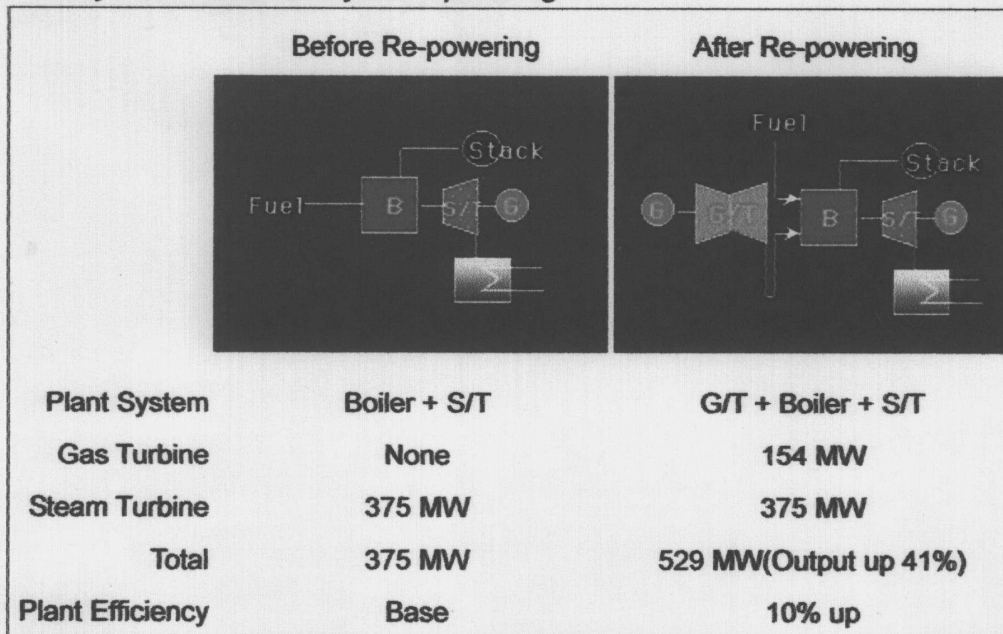 Before Re-powering After Re-powering
Stack
Fuel B S/T G
Fuel
Stack
G G/T B S/T G
Plant System Boiler + S/T G/T + Boiler + S/T
Gas Turbine None 154 MW
Steam Turbine 375 MW 375 MW
Total 375 MW 529 MW(Output up 41%)
Plant Efficiency Base 10% up